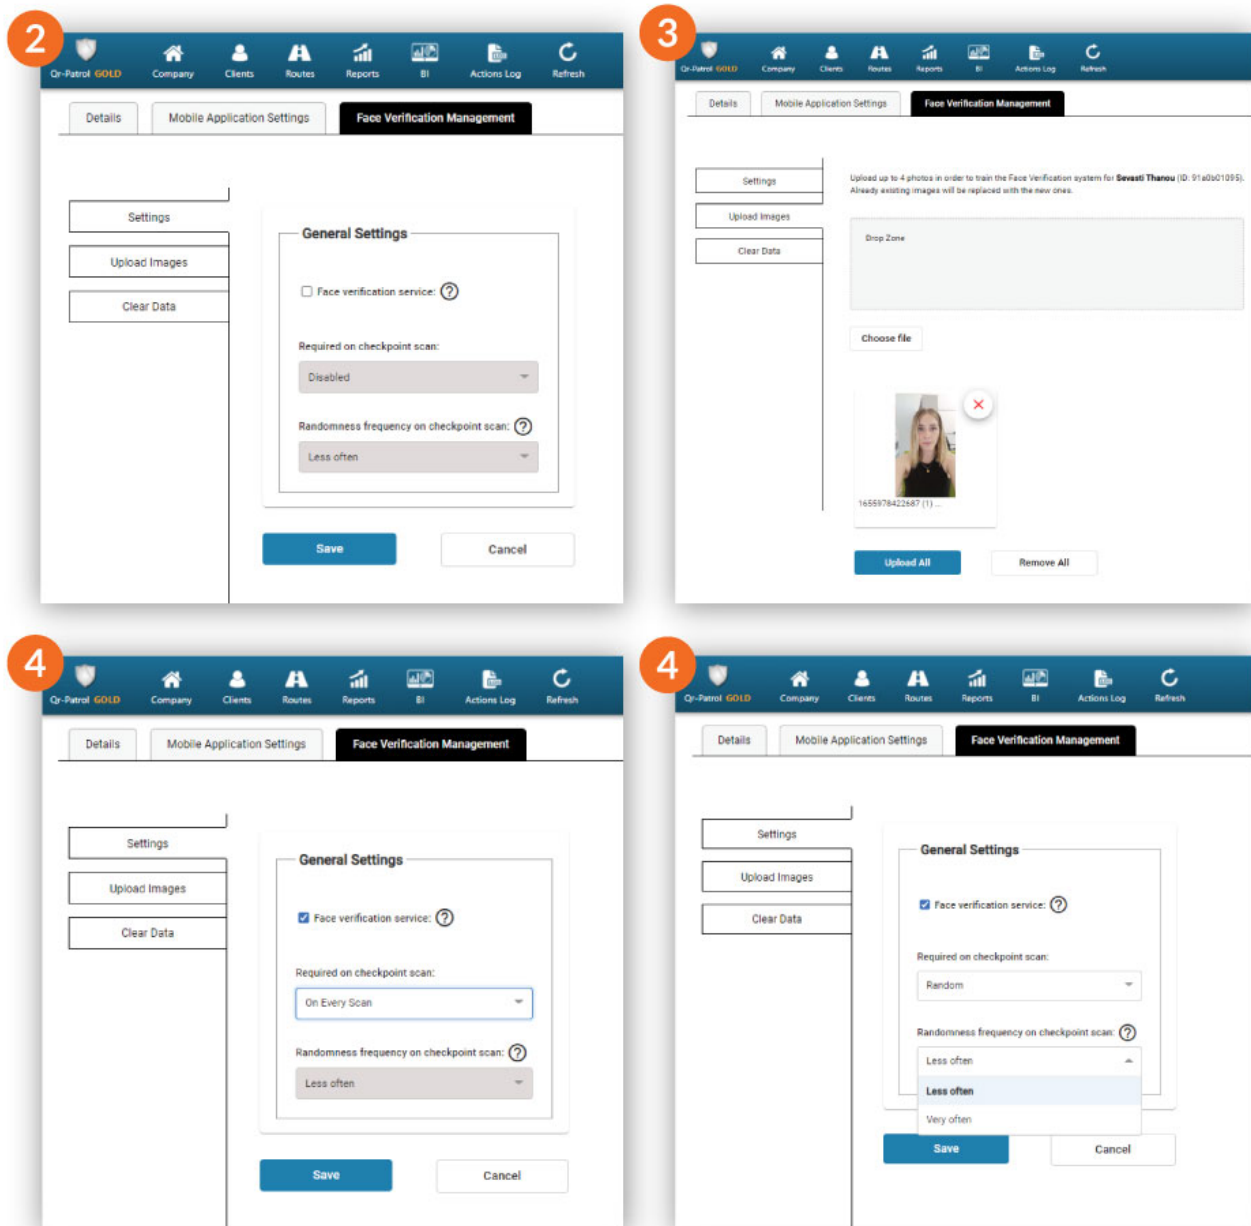 2
Qr-Patrol GOLD Company Clients Routes Reports BI Actions Log Refresh
Details Mobile Application Settings Face Verification Management
Settings
Upload Images
Clear Data
General Settings
Face verification service: ?
Required on checkpoint scan:
Disabled
Randomness frequency on checkpoint scan: ?
Less often
Save Cancel
3
Qr-Patrol GOLD Company Clients Routes Reports BI Actions Log Refresh
Details Mobile Application Settings Face Verification Management
Settings
Upload Images
Clear Data
Upload up to 4 photos in order to train the Face Verification system for Sevasti Thanou (ID: 91a0b01095).
Already existing images will be replaced with the new ones.
Drop Zone
Choose file
1655978422687 (1) ...
Upload All Remove All
4
Qr-Patrol GOLD Company Clients Routes Reports BI Actions Log Refresh
Details Mobile Application Settings Face Verification Management
Settings
Upload Images
Clear Data
General Settings
Face verification service: ?
Required on checkpoint scan:
On Every Scan
Randomness frequency on checkpoint scan: ?
Less often
Save Cancel
4
Qr-Patrol GOLD Company Clients Routes Reports BI Actions Log Refresh
Details Mobile Application Settings Face Verification Management
Settings
Upload Images
Clear Data
General Settings
Face verification service: ?
Required on checkpoint scan:
Random
Randomness frequency on checkpoint scan: ?
Less often
Less often
Very often
Save Cancel